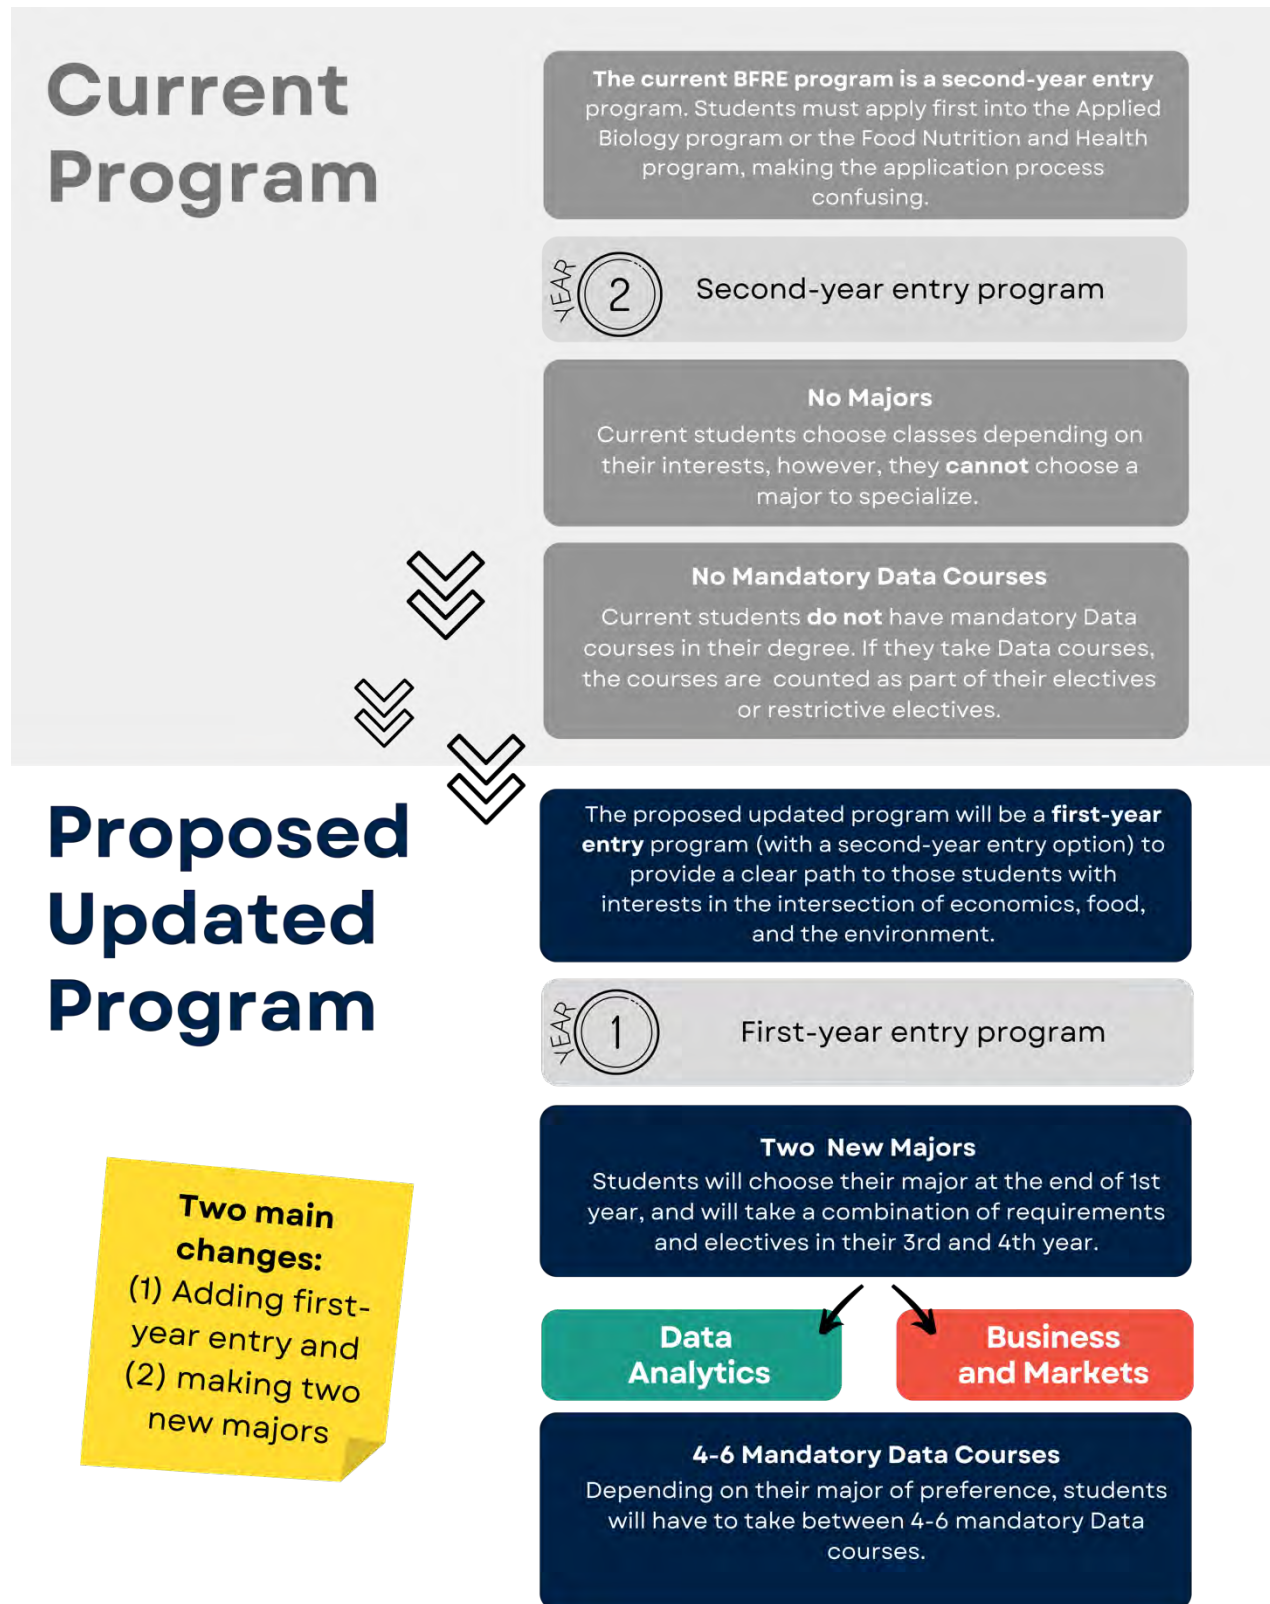 Current
Program
The current BFRE program is a second-year entry
program. Students must apply first into the Applied
Biology program or the Food Nutrition and Health
program, making the application process
confusing.
YEAR
2
Second-year entry program
No Majors
Current students choose classes depending on
their interests, however, they cannot choose a
major to specialize.
No Mandatory Data Courses
Current students do not have mandatory Data
courses in their degree. If they take Data courses,
the courses are counted as part of their electives
or restrictive electives.
Proposed
Updated
Program
The proposed updated program will be a first-year
entry program (with a second-year entry option) to
provide a clear path to those students with
interests in the intersection of economics, food,
and the environment.
YEAR
1
First-year entry program
Two New Majors
Students will choose their major at the end of 1st
year, and will take a combination of requirements
and electives in their 3rd and 4th year.
Two main
changes:
(1) Adding first-
year entry and
(2) making two
new majors
Data
Analytics
Business
and Markets
4-6 Mandatory Data Courses
Depending on their major of preference, students
will have to take between 4-6 mandatory Data
courses.